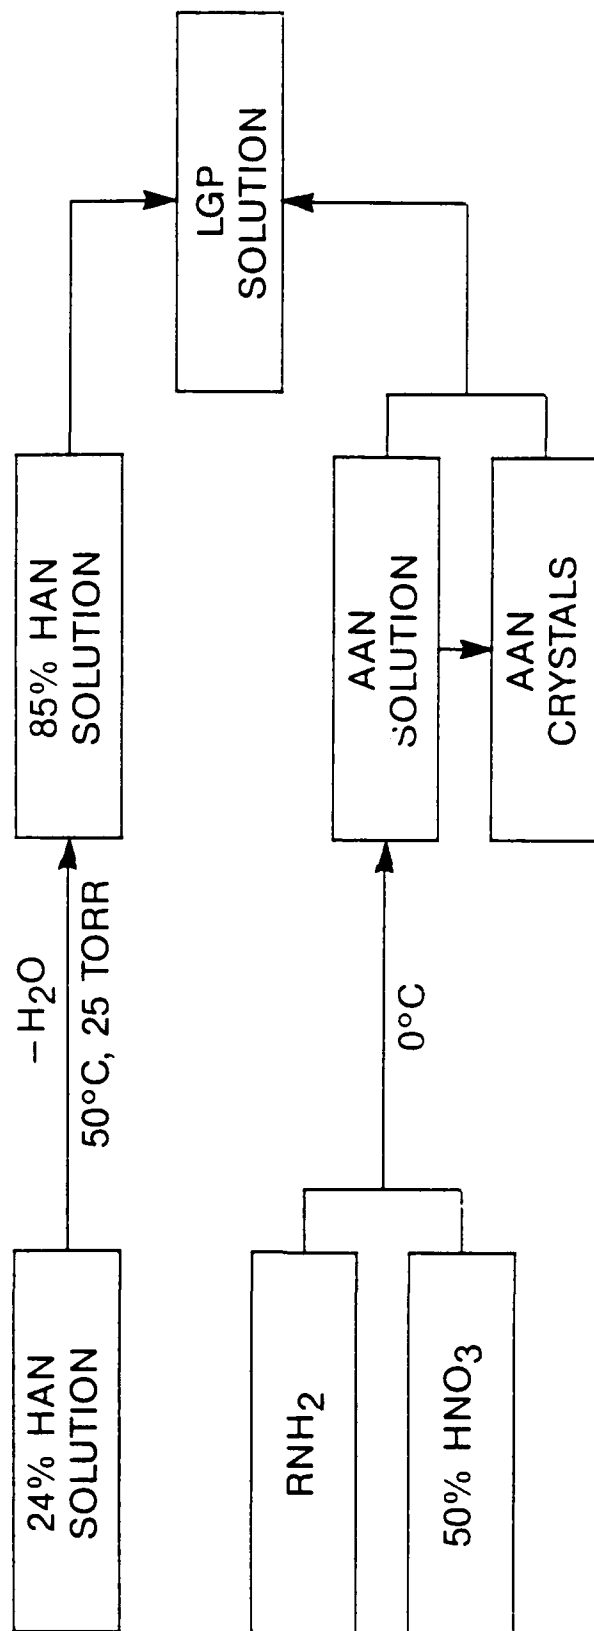 24% HAN
SOLUTION
–H2O
50°C, 25 TORR
85% HAN
SOLUTION
LGP
SOLUTION
RNH2
50% HNO3
0°C
AAN
SOLUTION
AAN
CRYSTALS